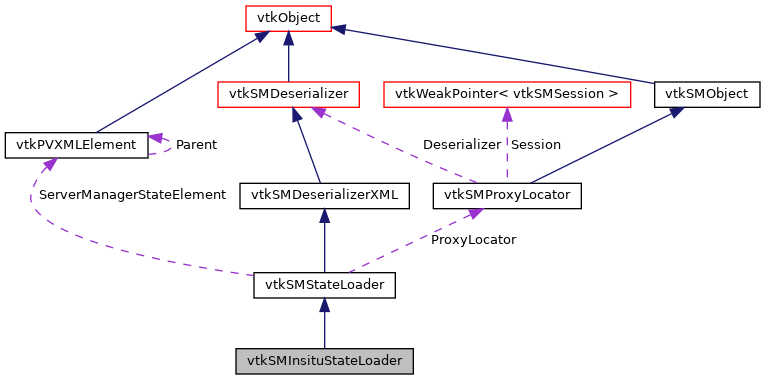 vtkObject
vtkSMDeserializer
vtkWeakPointer< vtkSMSession >
vtkSMObject
vtkPVXMLElement
Parent
Deserializer
Session
ServerManagerStateElement
vtkSMDeserializerXML
vtkSMProxyLocator
ProxyLocator
vtkSMStateLoader
vtkSMInsituStateLoader